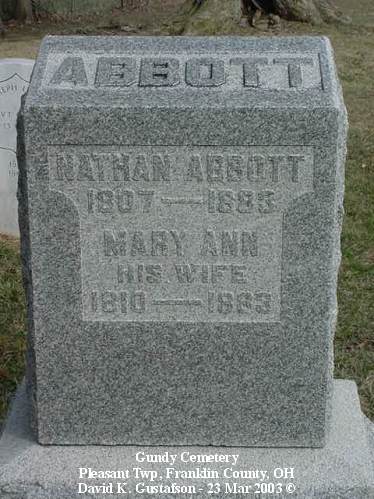 ABBOTT
NATHAN ABBOTT
1807 — 1883
MARY ANN
HIS WIFE
1810 — 1883
Gundy Cemetery
Pleasant Twp, Franklin County, OH
David K. Gustafson - 23 Mar 2003 ©